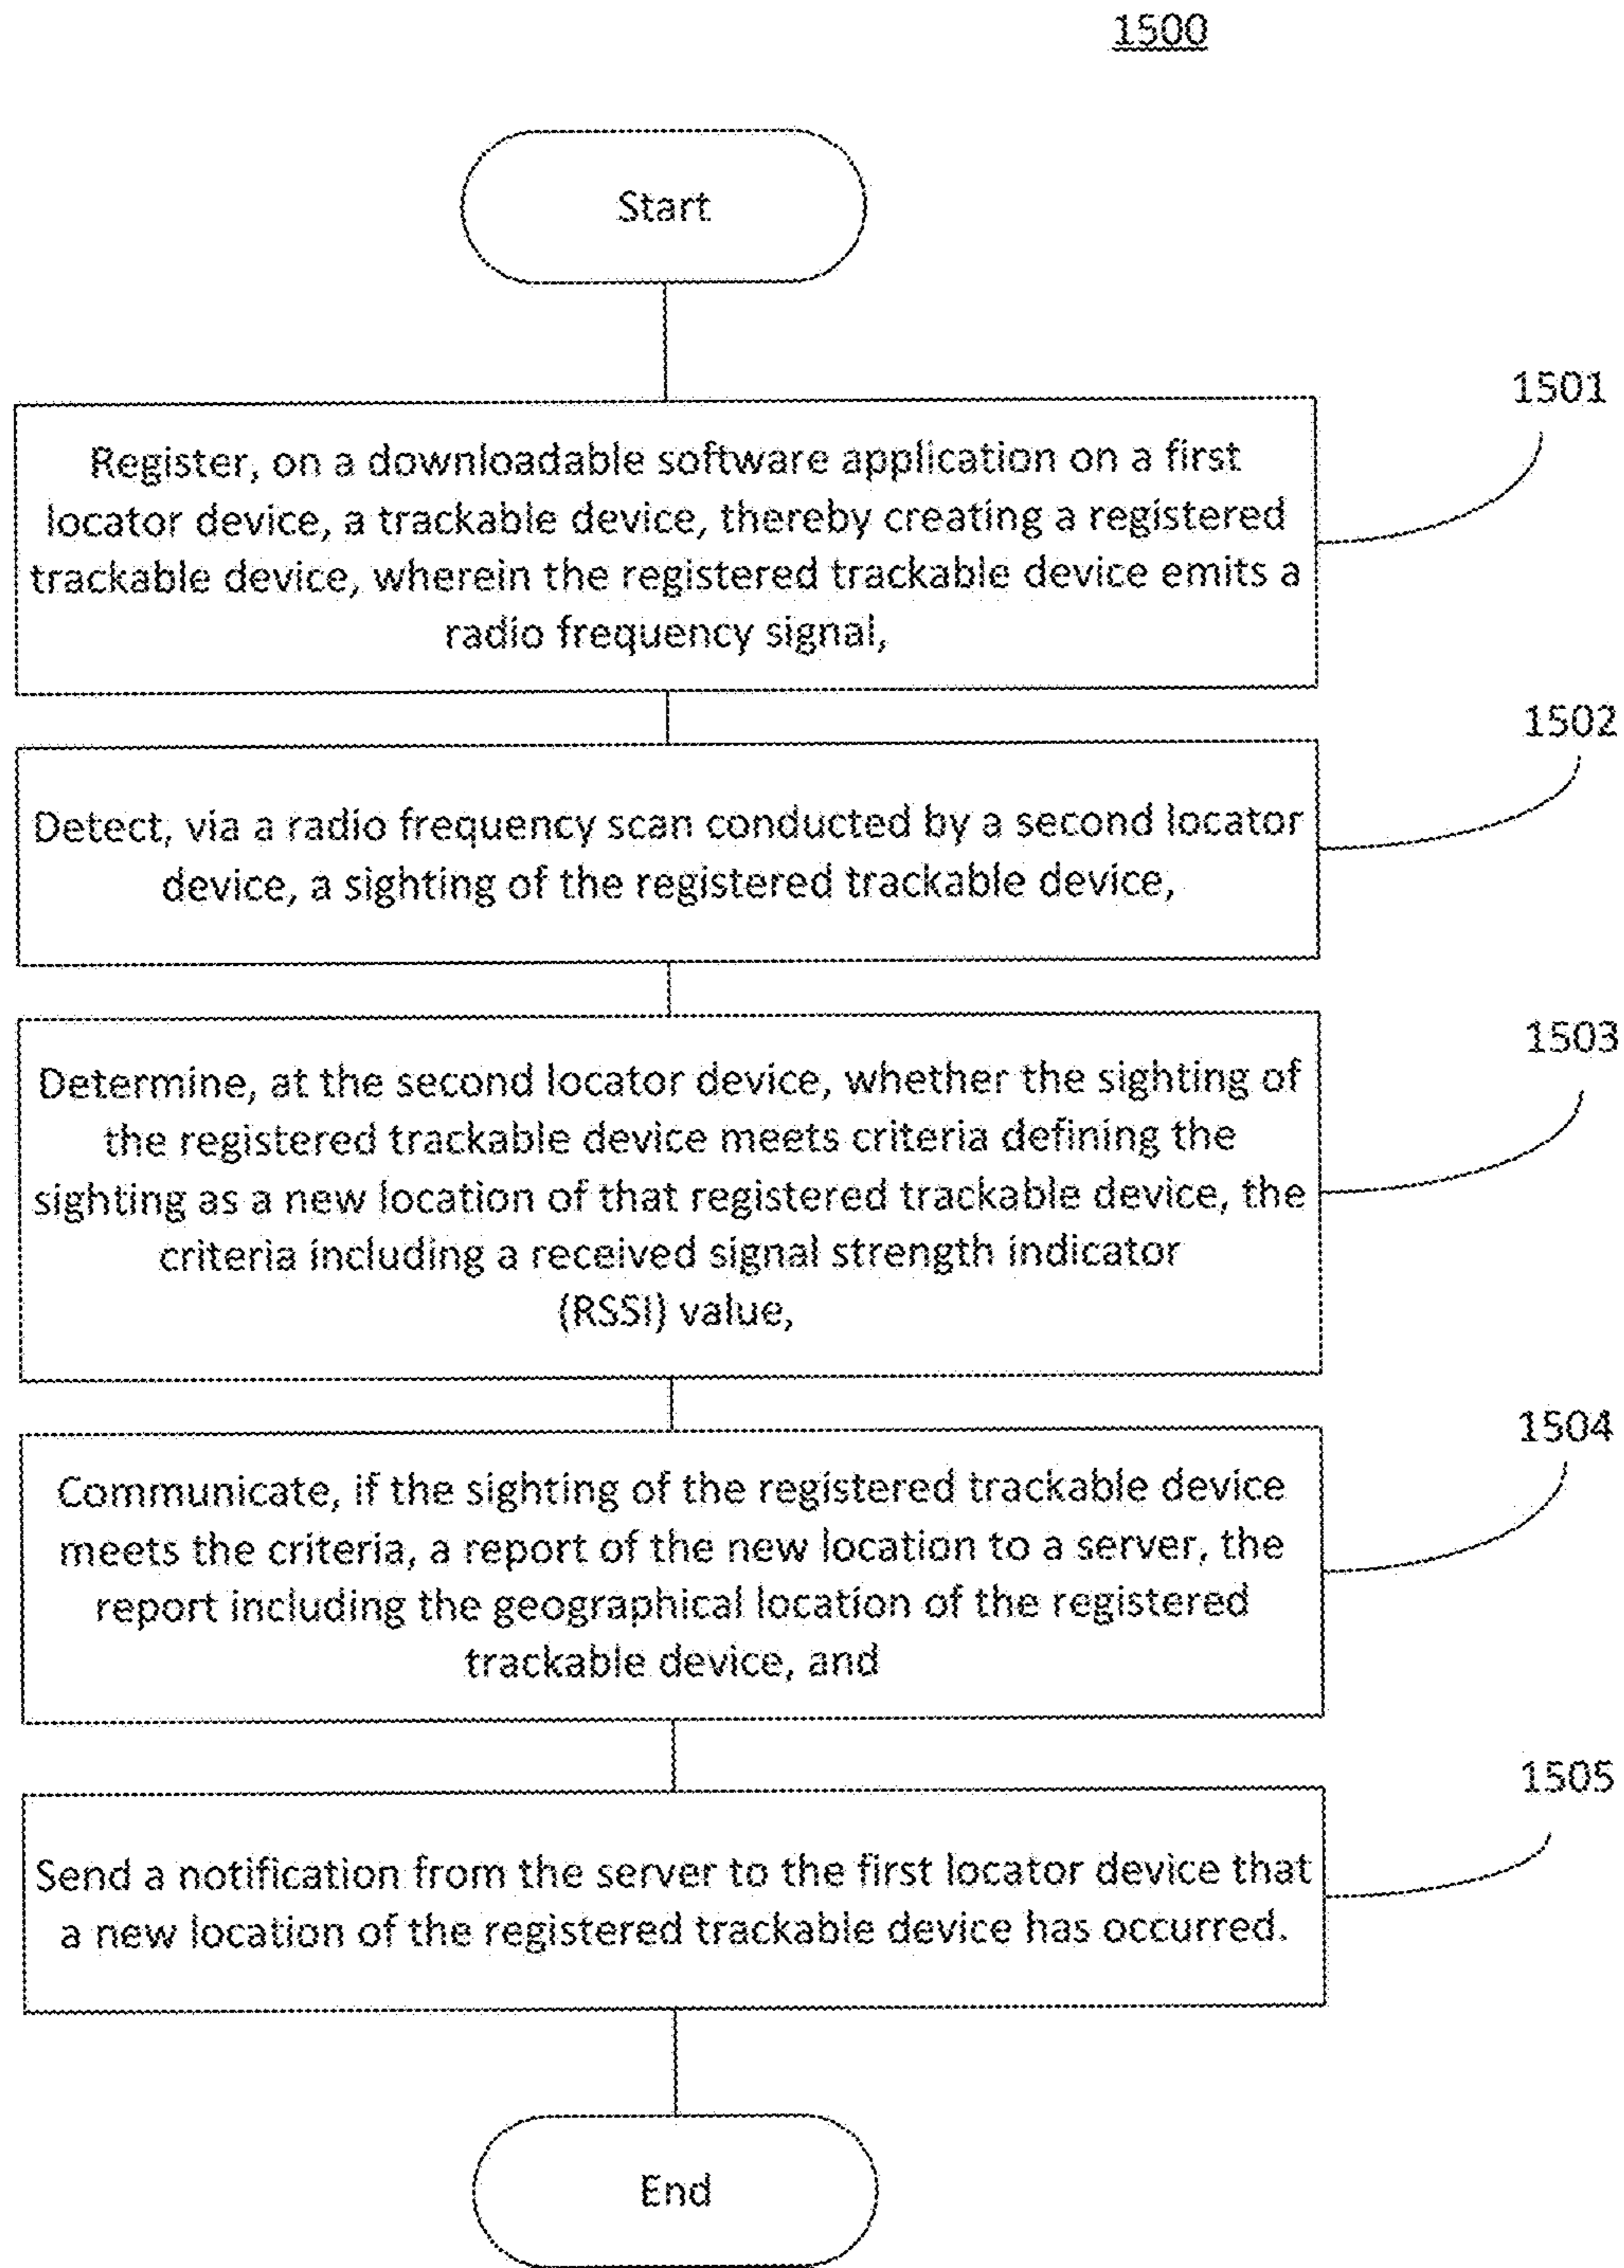 1500
Start
1501
Register, on a downloadable software application on a first
locator device, a trackable device, thereby creating a registered
trackable device, wherein the registered trackable device emits a
radio frequency signal,
1502
Detect, via a radio frequency scan conducted by a second locator
device, a sighting of the registered trackable device,
1503
Determine, at the second locator device, whether the sighting of
the registered trackable device meets criteria defining the
sighting as a new location of that registered trackable device, the
criteria including a received signal strength indicator
(RSSI) value,
1504
Communicate, if the sighting of the registered trackable device
meets the criteria, a report of the new location to a server, the
report including the geographical location of the registered
trackable device, and
1505
Send a notification from the server to the first locator device that
a new location of the registered trackable device has occurred.
End